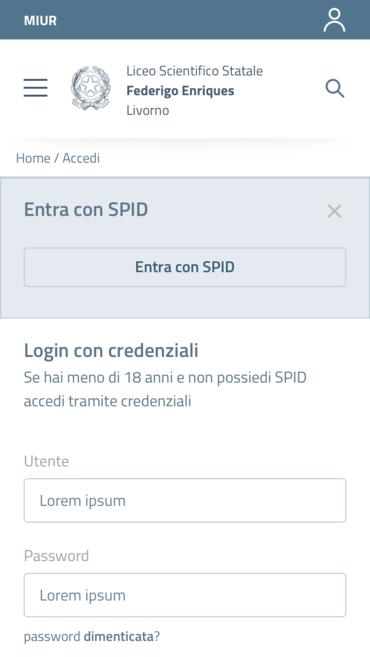 MIUR
Liceo Scientifico Statale
Federigo Enriques
Livorno
Home / Accedi
Entra con SPID
Entra con SPID
Login con credenziali
Se hai meno di 18 anni e non possiedi SPID
accedi tramite credenziali
Utente
Lorem ipsum
Password
Lorem ipsum
password dimenticata?